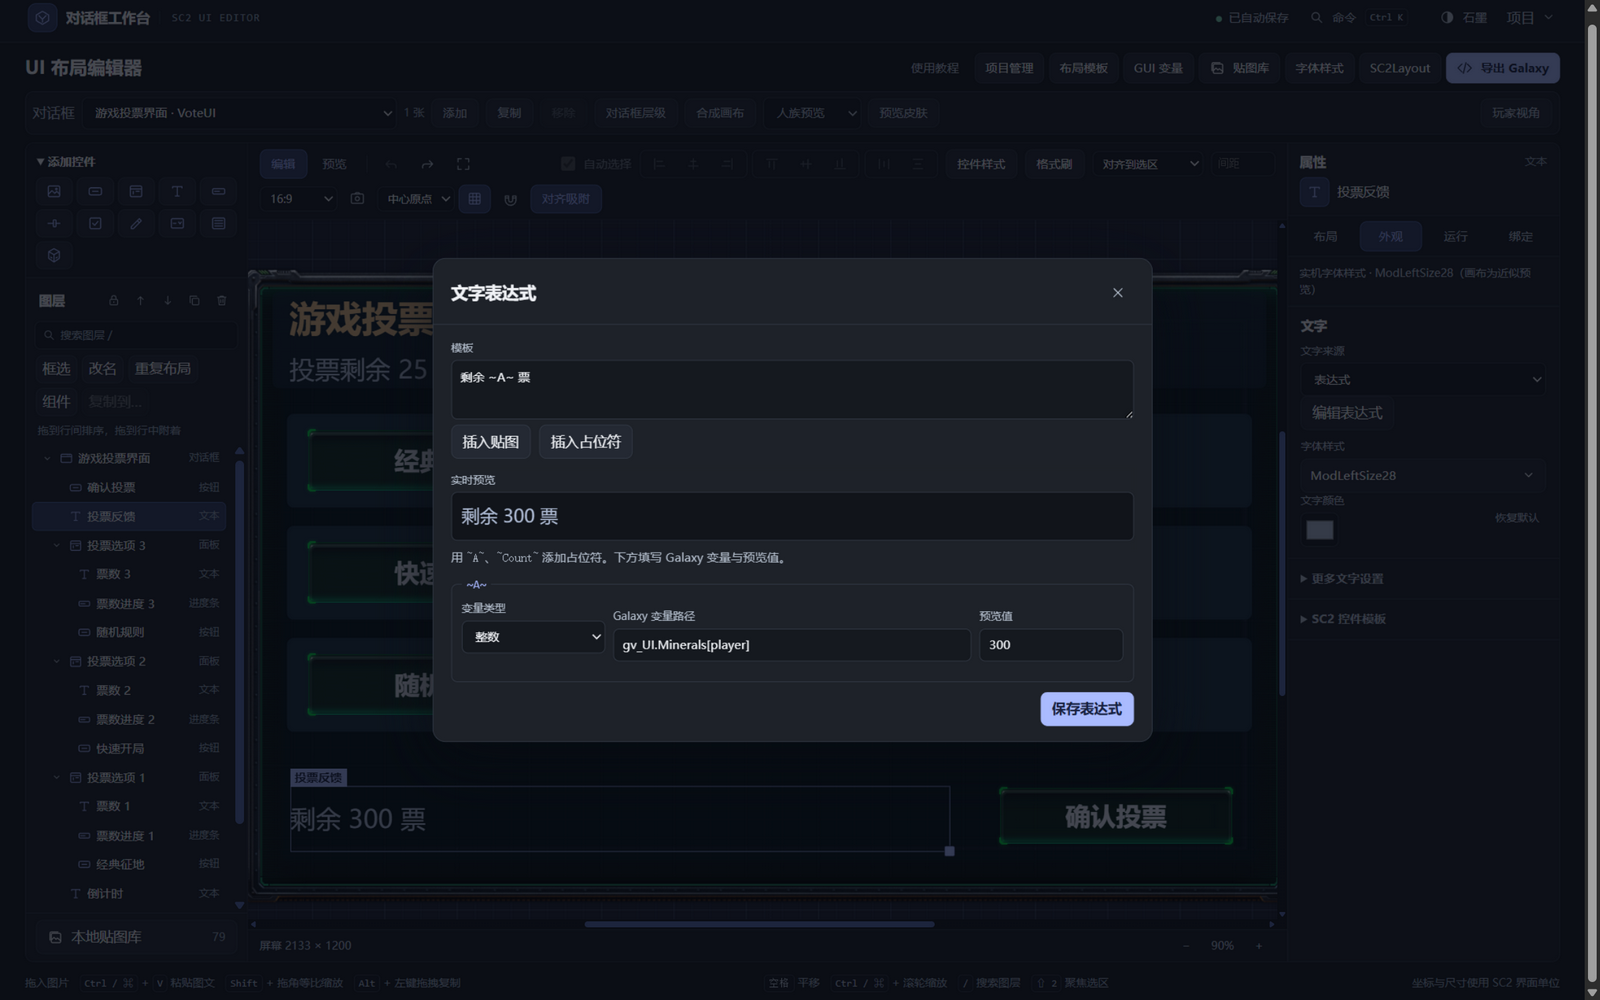 对话框工作台 SC2 UI EDITOR
已自动保存 命令 Ctrl K 石墨 项目
UI 布局编辑器
使用教程 项目管理 布局模板 GUI 变量 贴图库 字体样式 SC2Layout </> 导出 Galaxy
对话框 游戏投票界面 · VoteUI 1 张 添加 复制 移除 对话框层级 合成画布 人族预览 预览皮肤 玩家视角
添加控件
编辑 预览 自动选择 控件样式 格式刷 对齐到选区 间距
16:9 中心原点 对齐吸附
图层
搜索图层 /
框选 改名 重复布局
组件 复制到...
拖到行间排序，拖到行中附着
游戏投票界面 对话框
确认投票 按钮
投票反馈 文本
投票选项 3 面板
票数 3 文本
票数进度 3 进度条
随机规则 按钮
投票选项 2 面板
票数 2 文本
票数进度 2 进度条
快速开局 按钮
投票选项 1 面板
票数 1 文本
票数进度 1 进度条
经典征地 按钮
倒计时 文本
本地贴图库 79
游戏投票
投票剩余 25
经典
快速
随机
投票反馈
剩余 300 票
确认投票
屏幕 2133 × 1200
− 90% +
文字表达式
模板
剩余 ~A~ 票
插入贴图 插入占位符
实时预览
剩余 300 票
用 ~A~、~Count~ 添加占位符。下方填写 Galaxy 变量与预览值。
~A~
变量类型 Galaxy 变量路径 预览值
整数 gv_UI.Minerals[player] 300
保存表达式
属性 文本
T 投票反馈
布局 外观 运行 绑定
实机字体样式 · ModLeftSize28（画布为近似预
览）
文字
文字来源
表达式
编辑表达式
字体样式
ModLeftSize28
文字颜色
恢复默认
更多文字设置
SC2 控件模板
拖入图片 Ctrl / ⌘ + V 粘贴图文 Shift + 拖角等比缩放 Alt + 左键拖拽复制 空格 平移 Ctrl / ⌘ + 滚轮缩放 / 搜索图层 ⇧ 2 聚焦选区 坐标与尺寸使用 SC2 界面单位